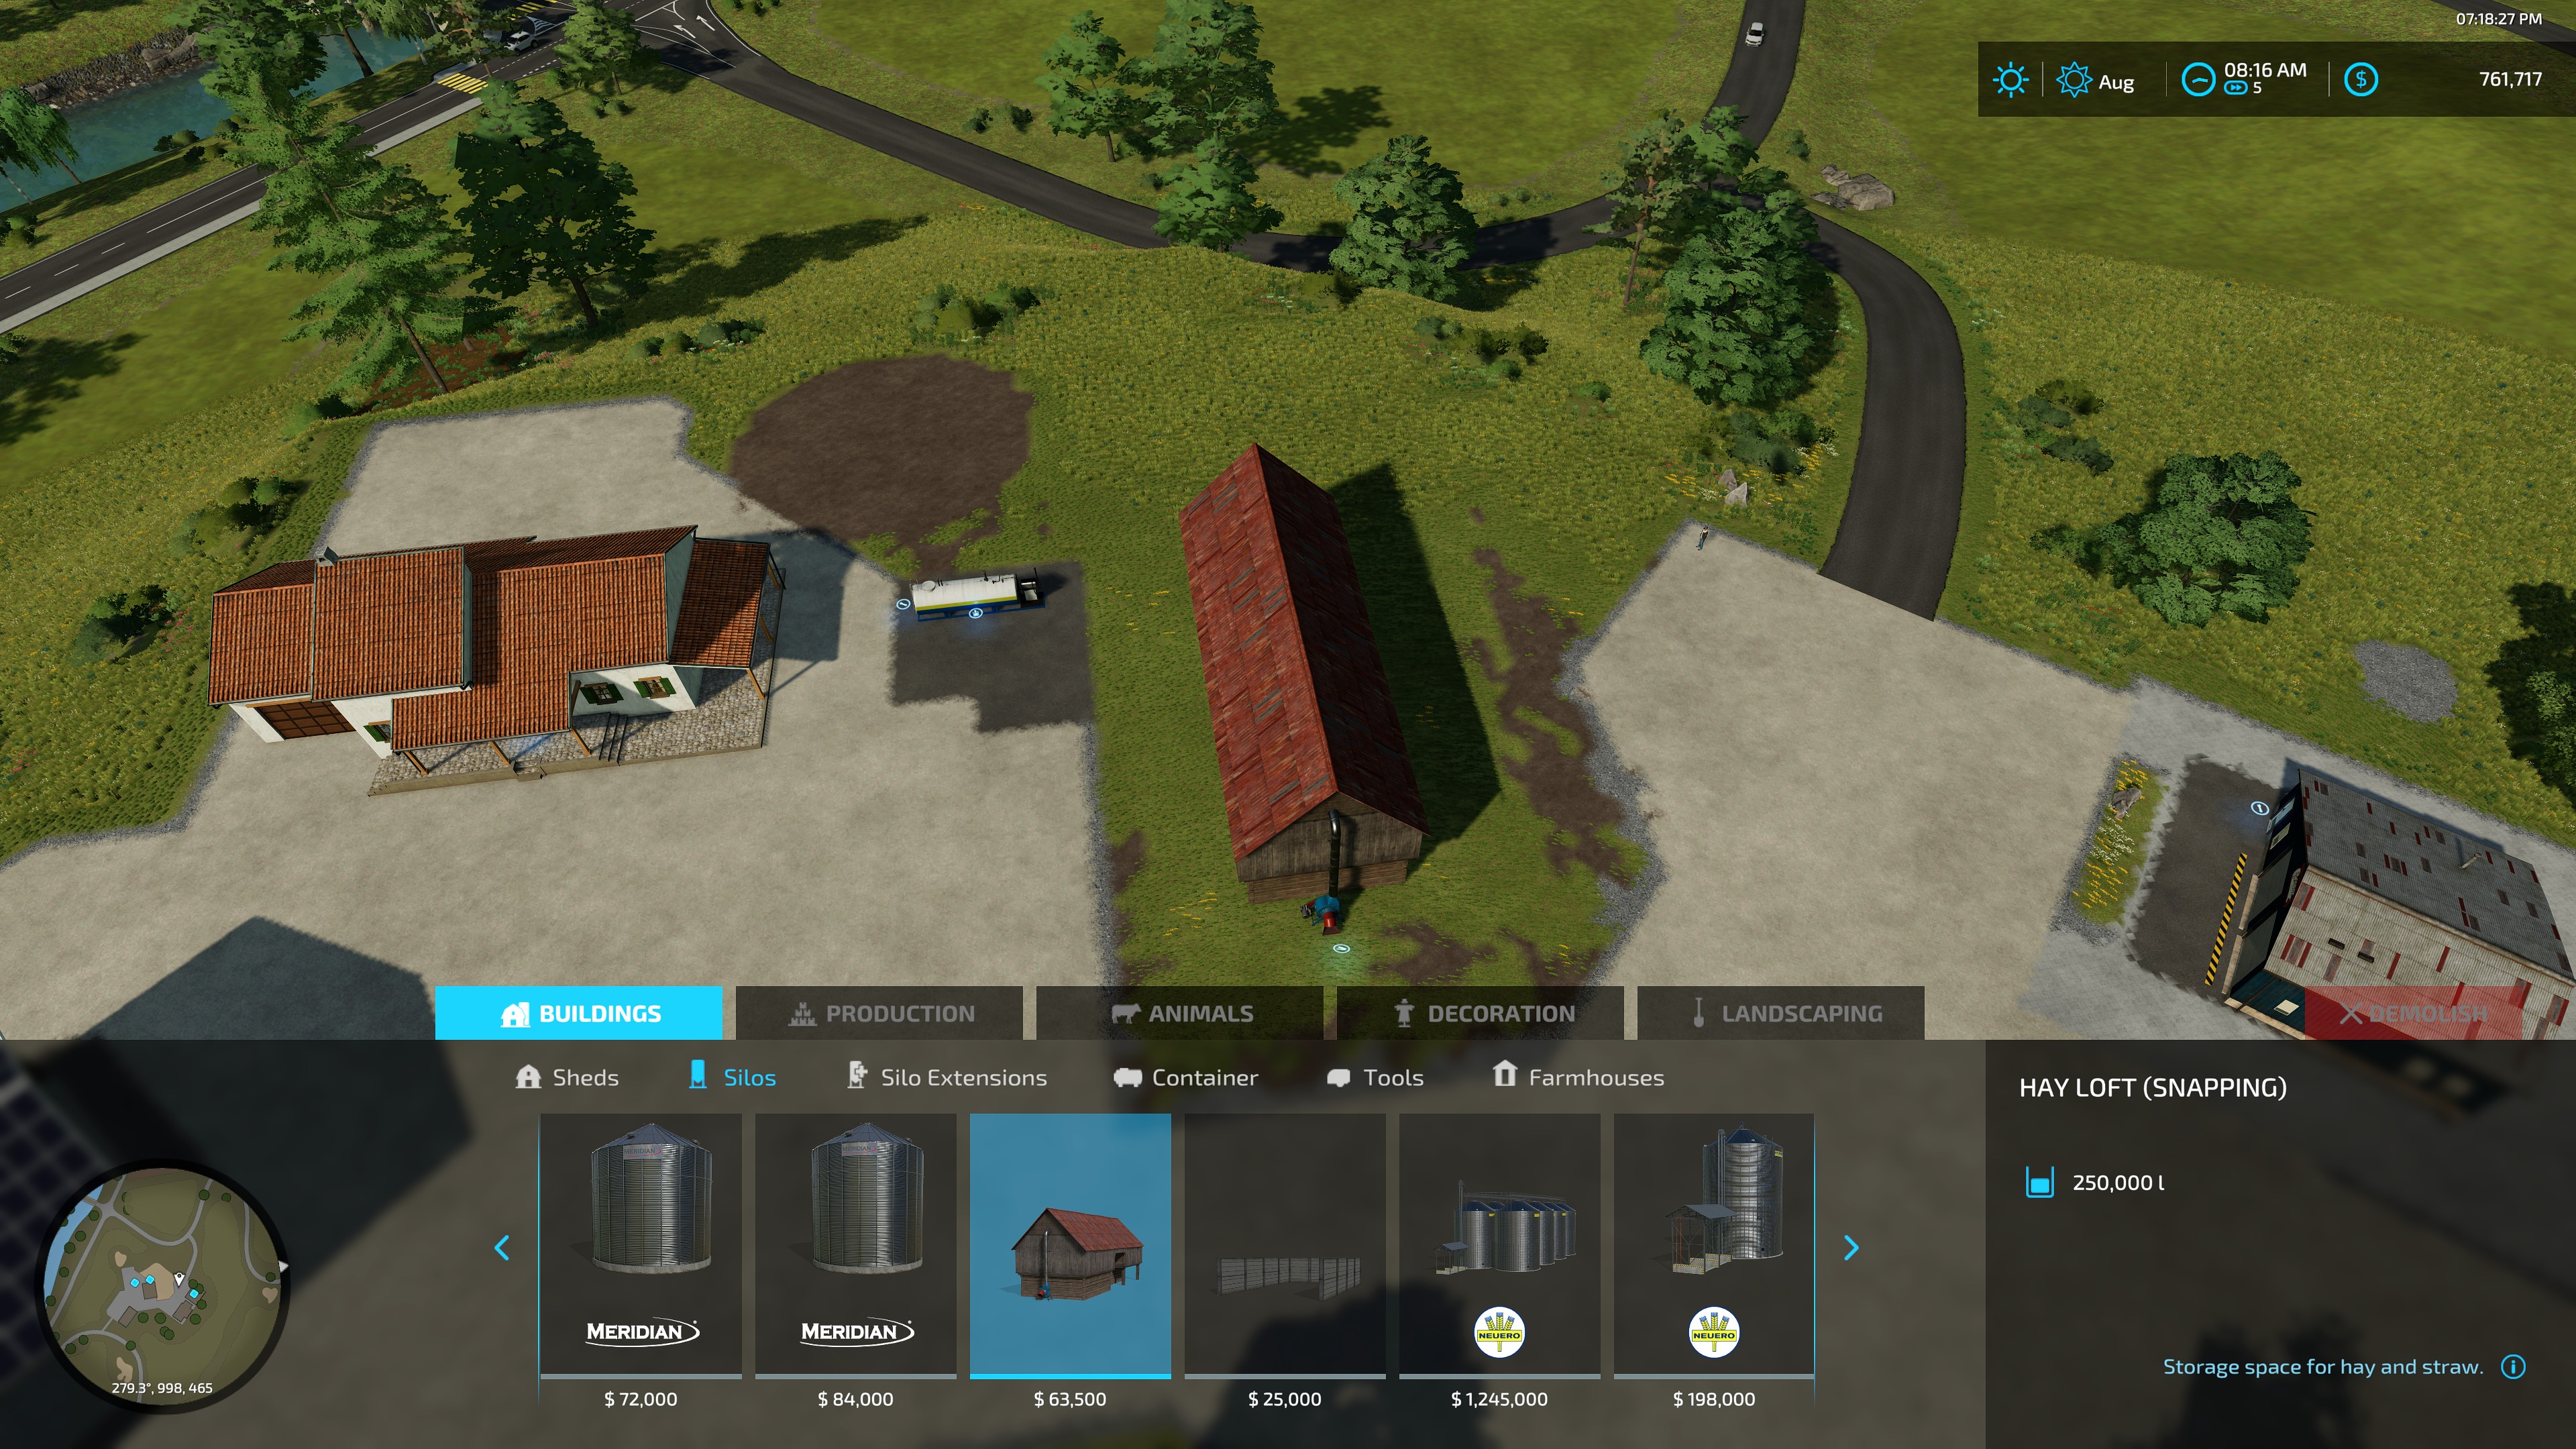 07:18:27 PM
Aug
08:16 AM
5
761,717
BUILDINGS
PRODUCTION
ANIMALS
DECORATION
LANDSCAPING
DEMOLISH
Sheds
Silos
Silo Extensions
Container
Tools
Farmhouses
MERIDIAN
MERIDIAN
MERIDIAN
MERIDIAN
NEUERO
NEUERO
$ 72,000
$ 84,000
$ 63,500
$ 25,000
$ 1,245,000
$ 198,000
HAY LOFT (SNAPPING)
250,000 l
Storage space for hay and straw.
279.3°, 998, 465